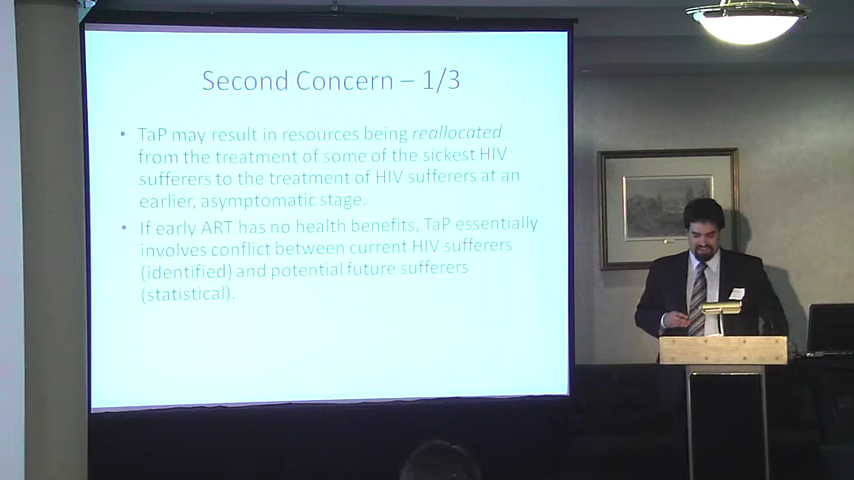 Second Concern – 1/3
• TaP may result in resources being reallocated
from the treatment of some of the sickest HIV
sufferers to the treatment of HIV sufferers at an
earlier, asymptomatic stage.
• If early ART has no health benefits, TaP essentially
involves conflict between current HIV sufferers
(identified) and potential future sufferers
(statistical).